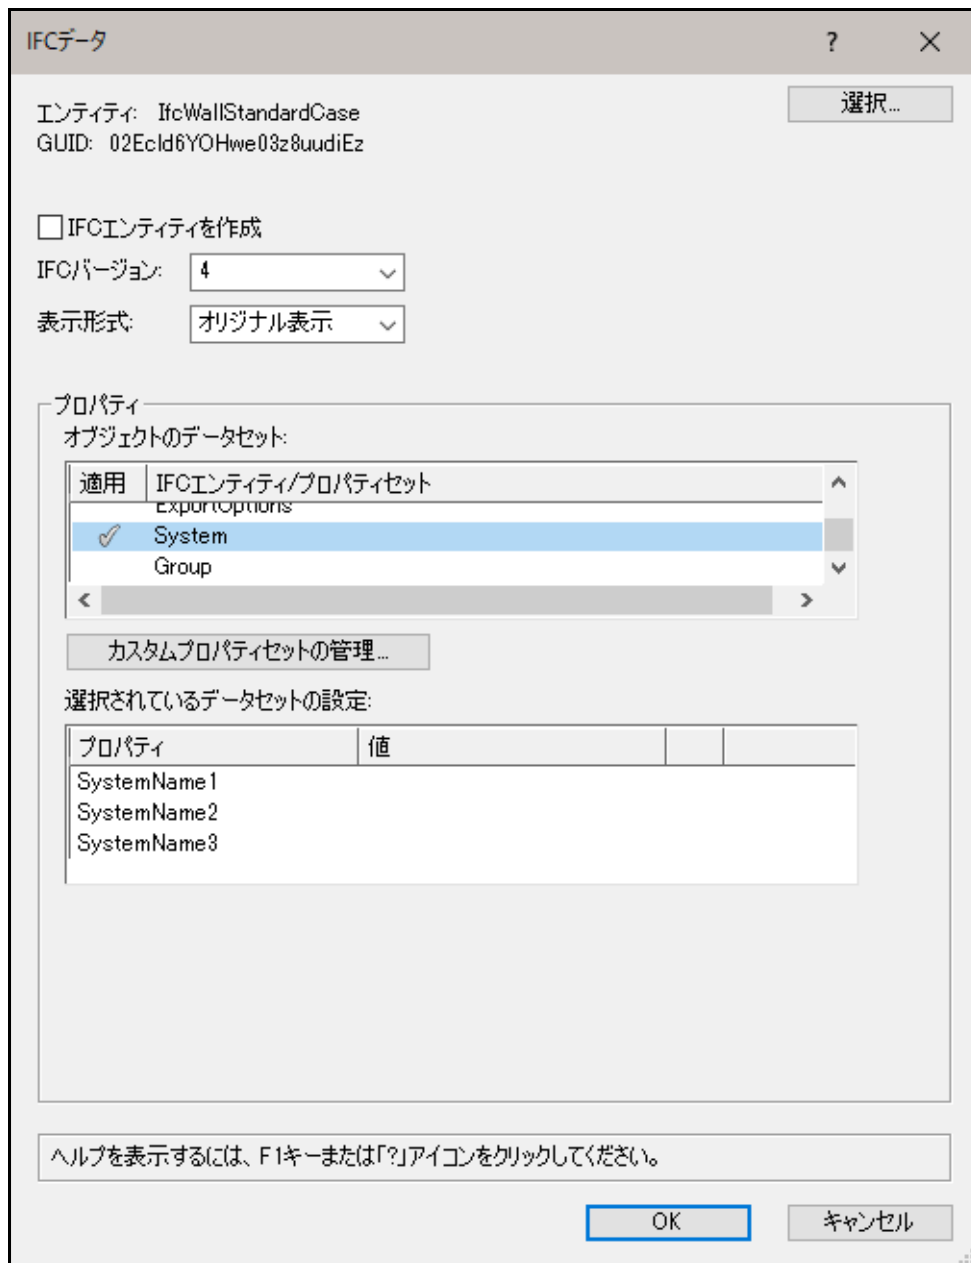 IFCデータ
エンティティ: IfcWallStandardCase
選択...
GUID: 02Ecld6YOHwe03z8uudiEz
IFCエンティティを作成
IFCバージョン: 4
表示形式: オリジナル表示
プロパティ
オブジェクトのデータセット:
適用 IFCエンティティ/プロパティセット
ExportOptions
System
Group
カスタムプロパティセットの管理...
選択されているデータセットの設定:
プロパティ 値
SystemName1
SystemName2
SystemName3
ヘルプを表示するには、F1キーまたは「?」アイコンをクリックしてください。
OK キャンセル